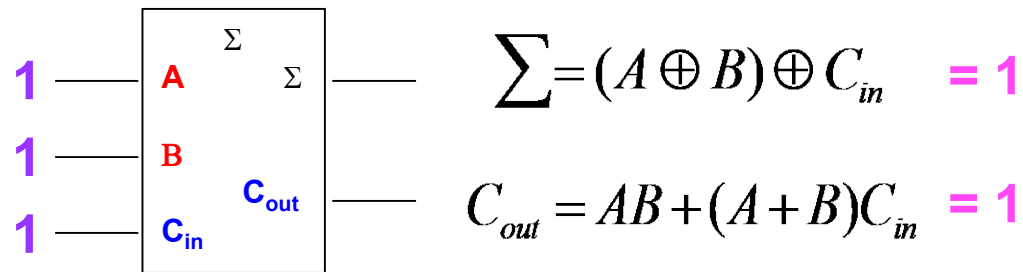 Σ
1 A Σ ∑ = (A ⊕ B) ⊕ C_in = 1
1 B
C_out C_out = AB + (A + B)C_in = 1
1 C_in